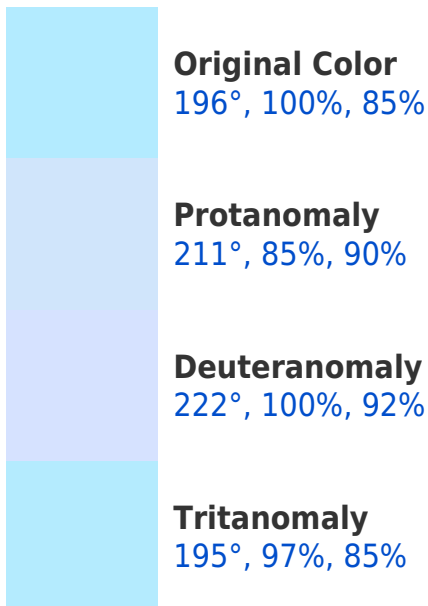 Original Color
196°, 100%, 85%
Protanomaly
211°, 85%, 90%
Deuteranomaly
222°, 100%, 92%
Tritanomaly
195°, 97%, 85%